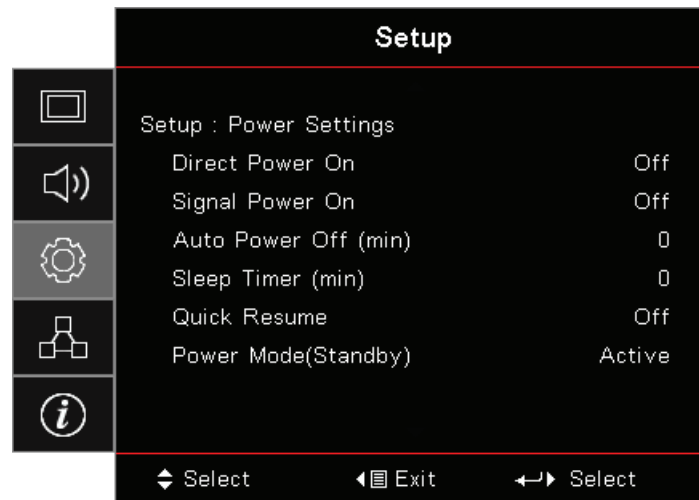 Setup
Setup : Power Settings
Direct Power On Off
Signal Power On Off
Auto Power Off (min) 0
Sleep Timer (min) 0
Quick Resume Off
Power Mode(Standby) Active
Select Exit Select